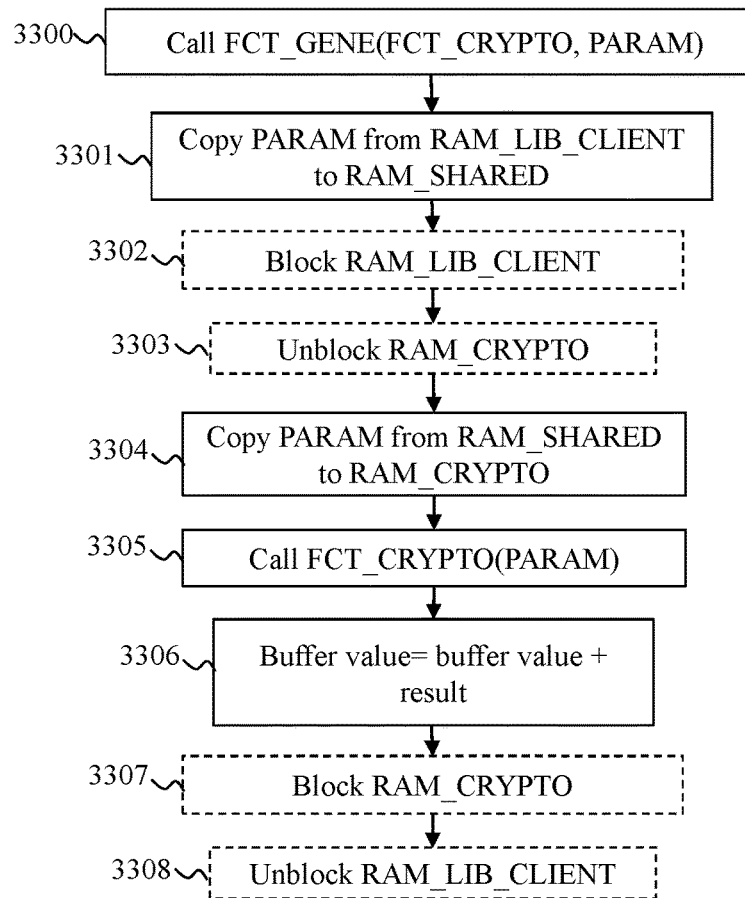 3300
Call FCT_GENE(FCT_CRYPTO, PARAM)
3301
Copy PARAM from RAM_LIB_CLIENT
to RAM_SHARED
3302
Block RAM_LIB_CLIENT
3303
Unblock RAM_CRYPTO
3304
Copy PARAM from RAM_SHARED
to RAM_CRYPTO
3305
Call FCT_CRYPTO(PARAM)
3306
Buffer value= buffer value +
result
3307
Block RAM_CRYPTO
3308
Unblock RAM_LIB_CLIENT